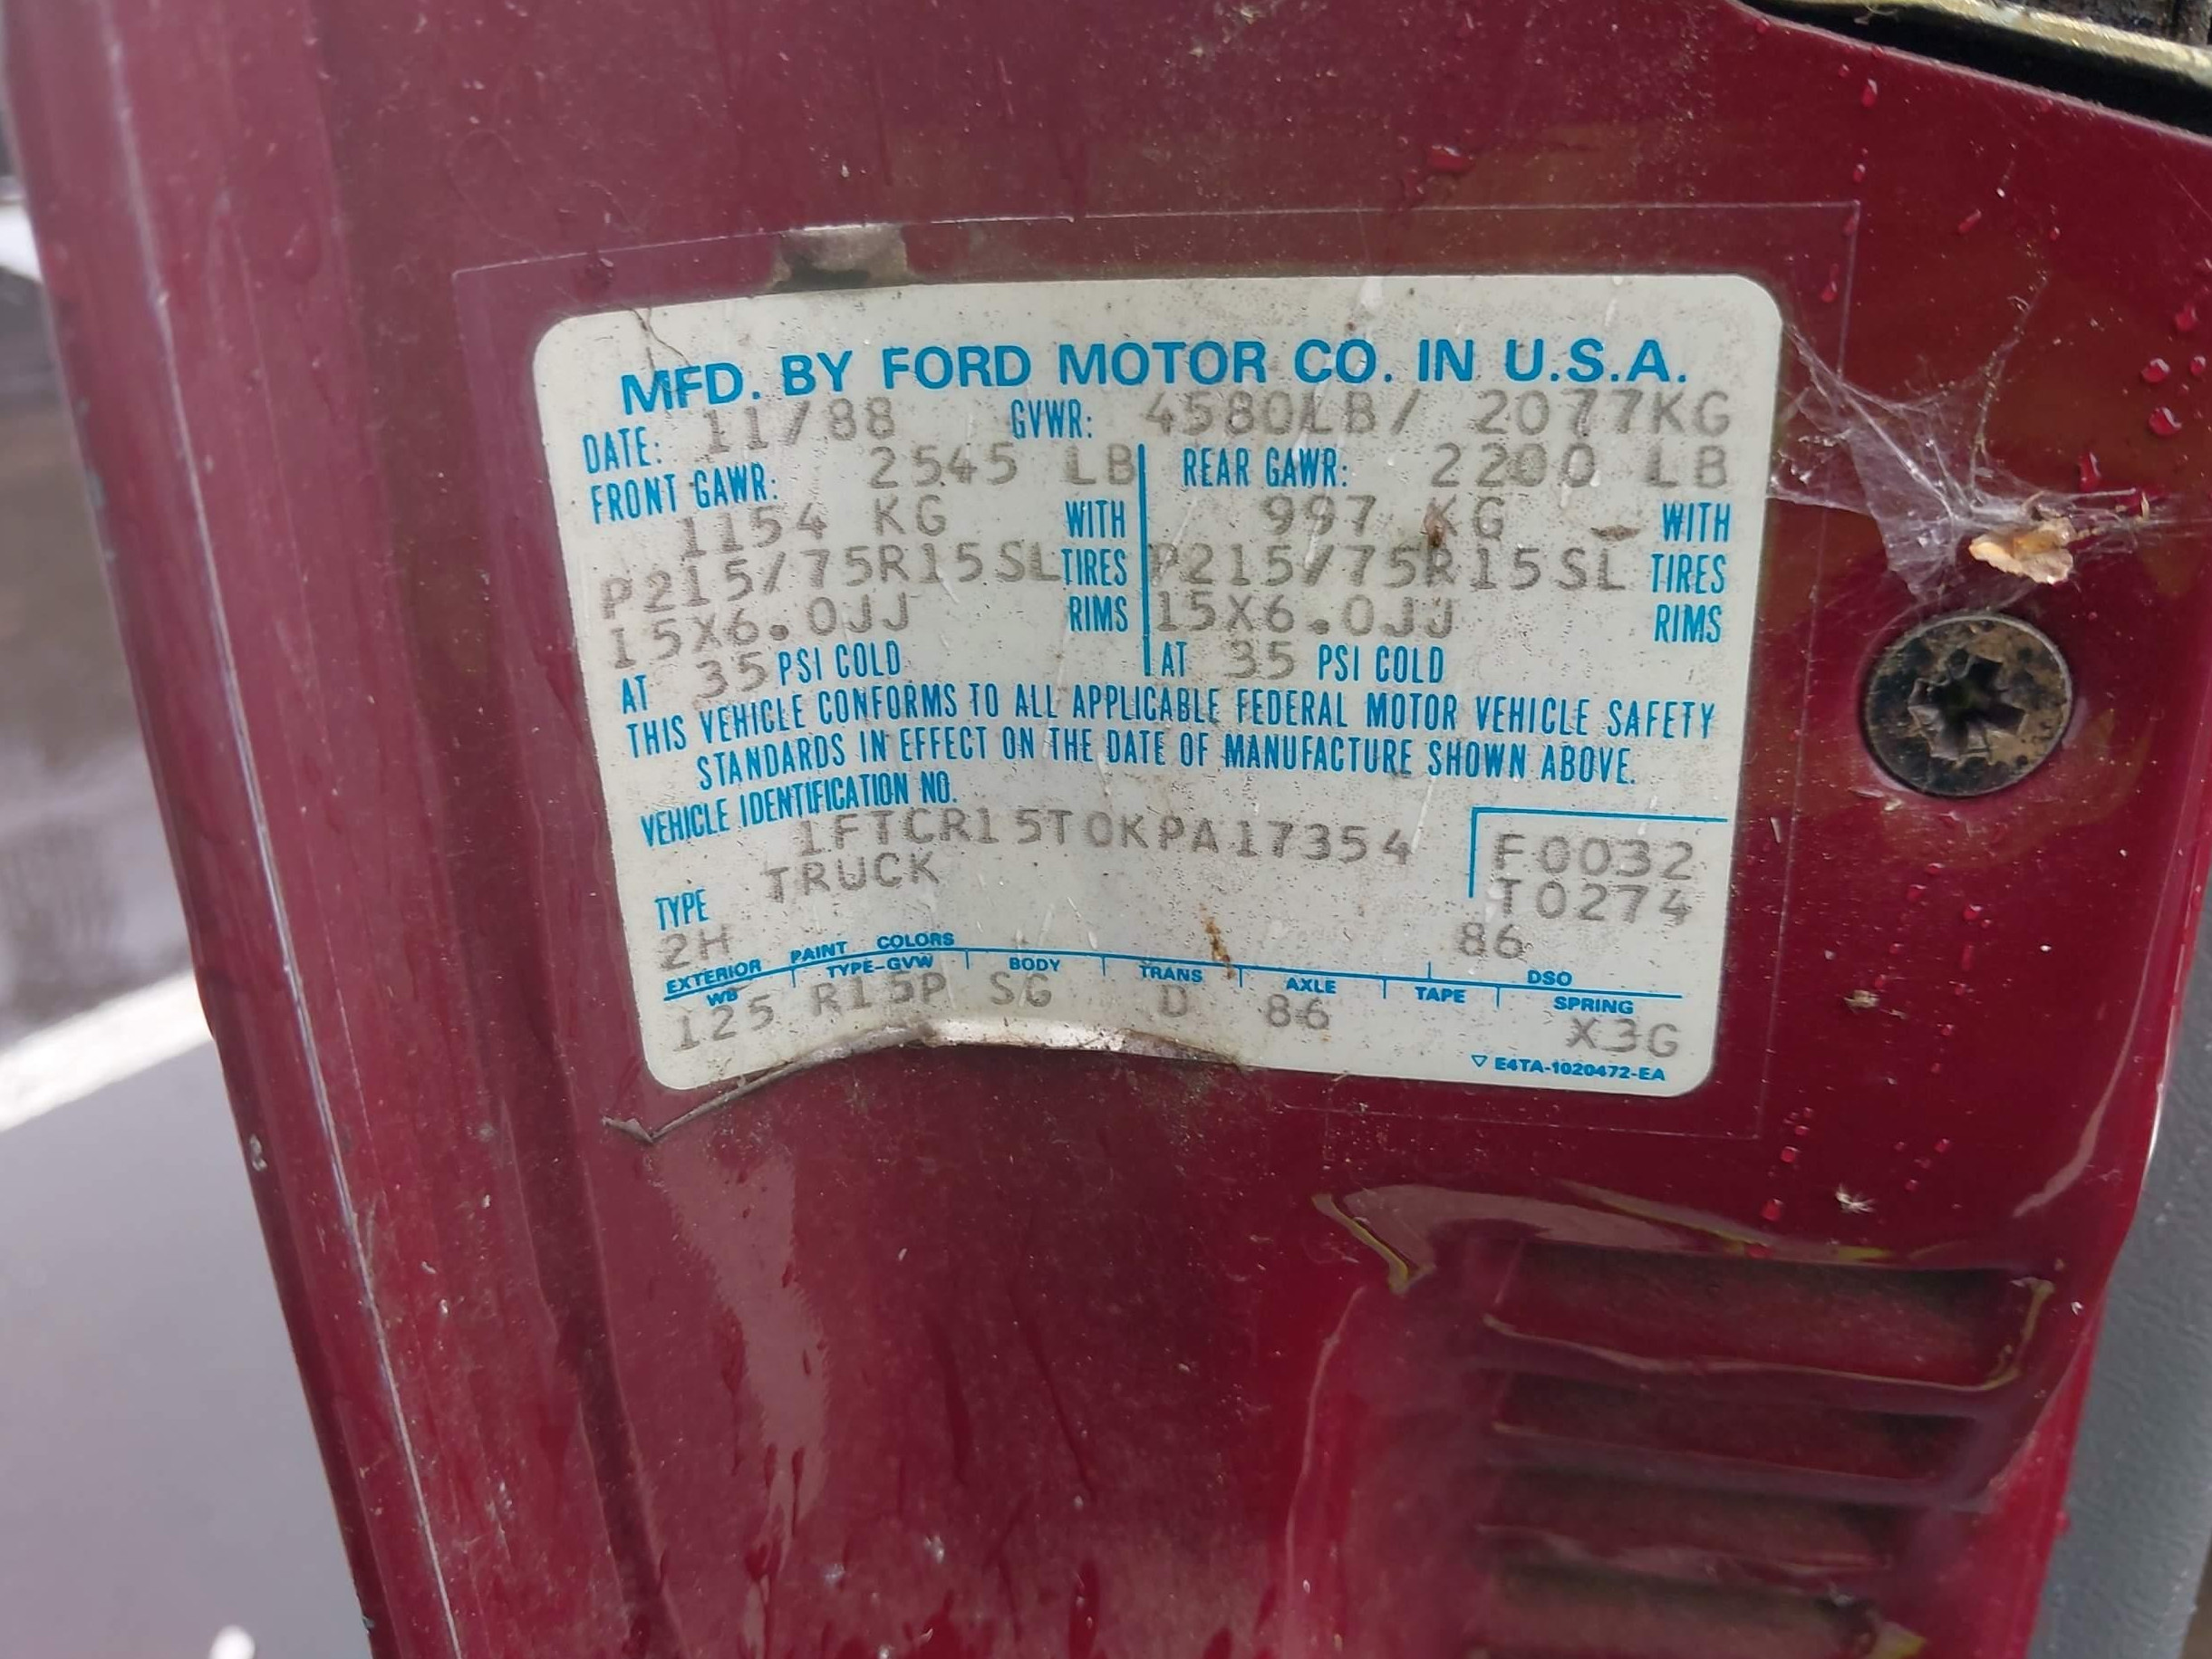 MFD. BY FORD MOTOR CO. IN U.S.A.
DATE: 11/88 GVWR: 4580LB/ 2077KG
FRONT GAWR: 2545 LB REAR GAWR: 2200 LB
1154 KG WITH 997 KG WITH
P215/75R15SL TIRES P215/75R15SL TIRES
15X6.0JJ RIMS 15X6.0JJ RIMS
AT 35 PSI COLD AT 35 PSI COLD
THIS VEHICLE CONFORMS TO ALL APPLICABLE FEDERAL MOTOR VEHICLE SAFETY
STANDARDS IN EFFECT ON THE DATE OF MANUFACTURE SHOWN ABOVE.
VEHICLE IDENTIFICATION NO.
1FTCR15T0KPA17354 F0032
TYPE TRUCK T0274
2H 86
EXTERIOR PAINT COLORS DSO
WB TYPE-GVW BODY TRANS AXLE TAPE SPRING
125 R15P SG D 86 X3G
▽ E4TA-1020472-EA